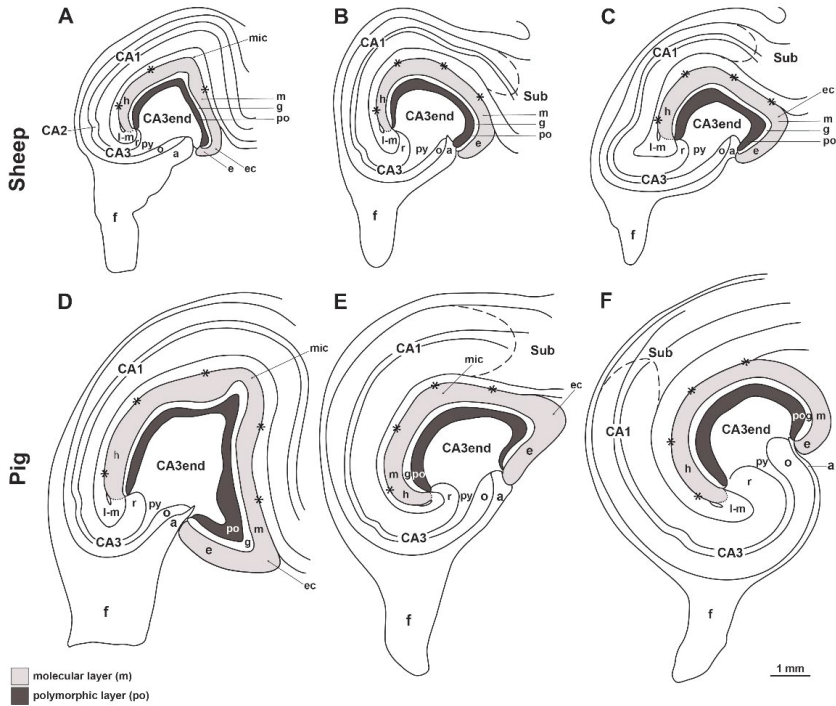 Sheep
A
CA1
mic
h
m
g
po
CA3end
CA2
l-m
r
py
o
a
CA3
e
ec
f
B
CA1
Sub
h
m
g
po
CA3end
l-m
r
py
o
a
e
CA3
f
C
CA1
Sub
ec
h
m
g
po
CA3end
l-m
r
py
o
a
e
CA3
f
Pig
D
CA1
mic
h
CA3end
l-m
r
py
o
a
po
g
m
CA3
e
ec
f
E
CA1
Sub
mic
ec
CA3end
e
m
g
po
h
r
py
o
a
l-m
CA3
f
F
Sub
CA1
po
g
m
CA3end
e
a
h
py
o
r
l-m
CA3
f
1 mm
molecular layer (m)
polymorphic layer (po)